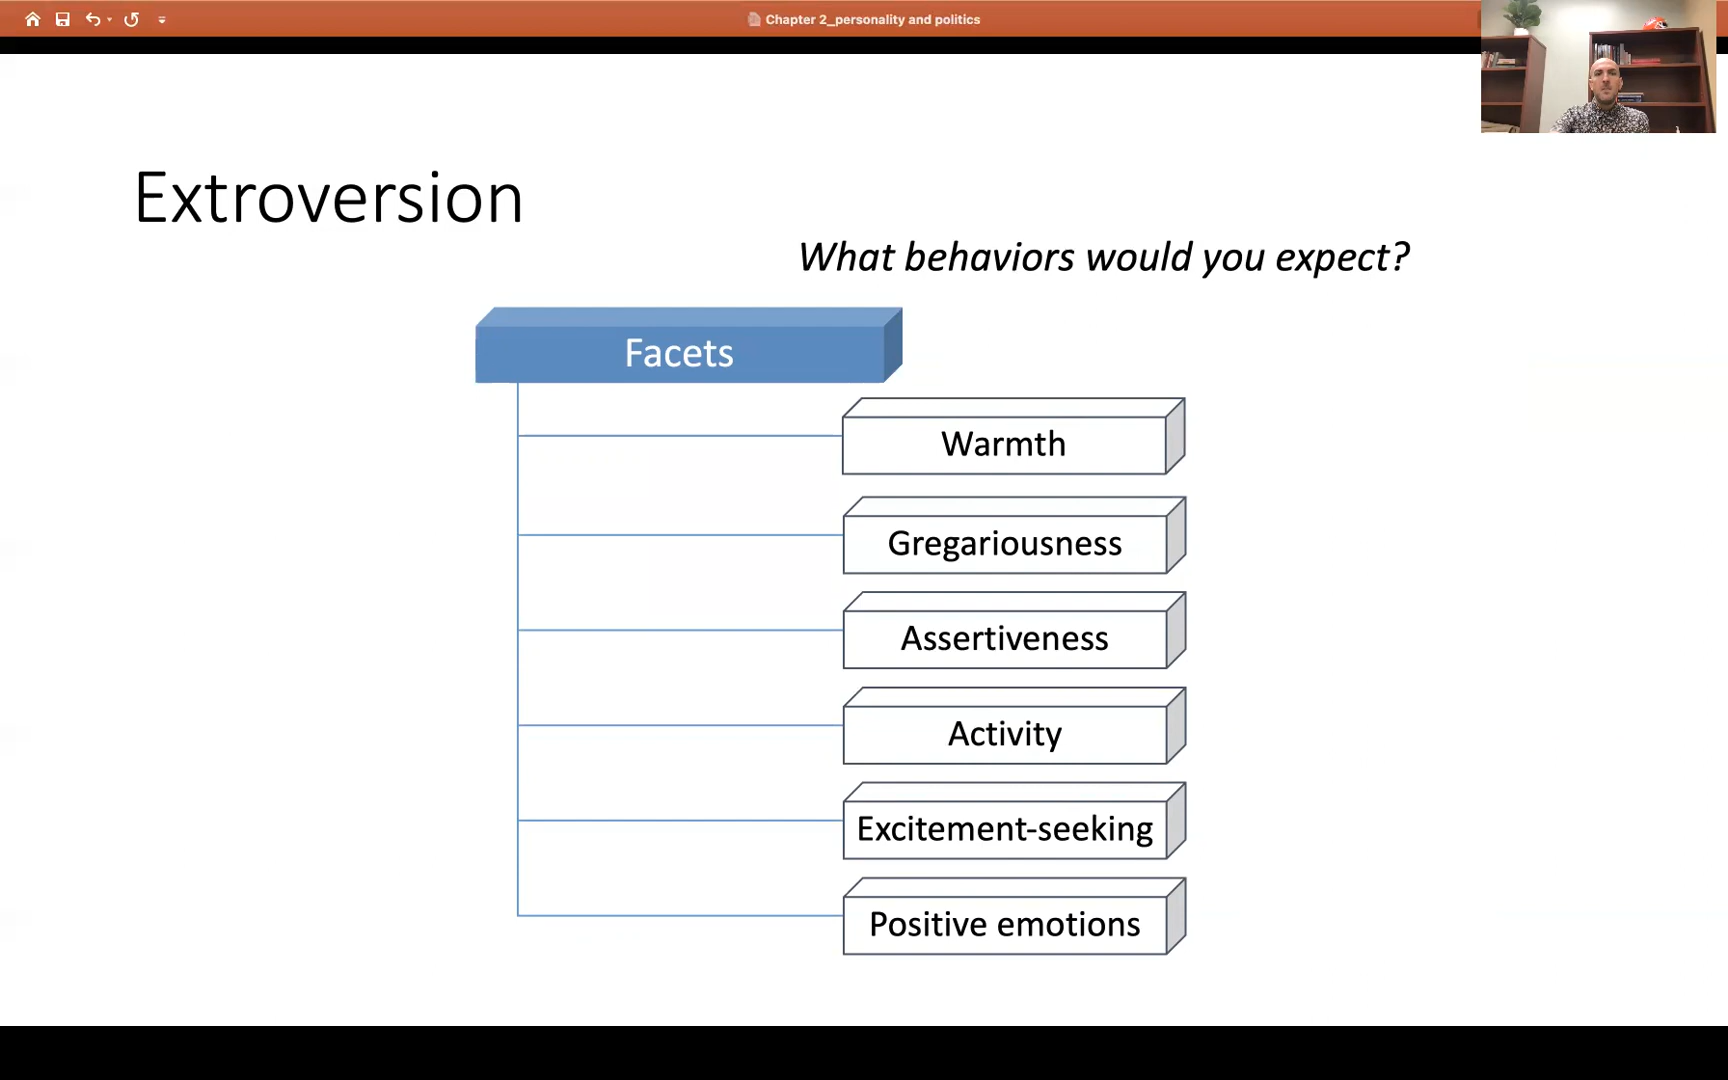 Chapter 2_personality and politics
Extroversion
What behaviors would you expect?
Facets
Warmth
Gregariousness
Assertiveness
Activity
Excitement-seeking
Positive emotions